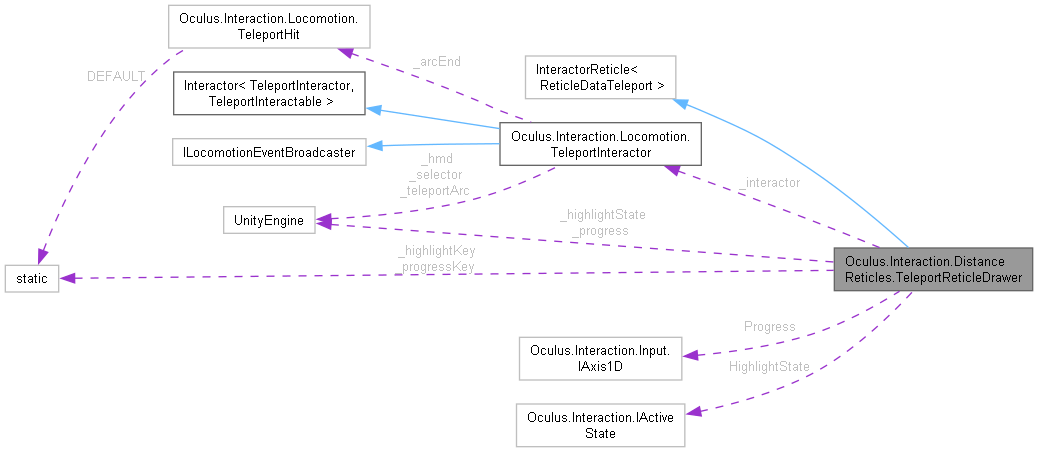 Oculus.Interaction.Locomotion.
TeleportHit
DEFAULT
_arcEnd
Interactor< TeleportInteractor,
TeleportInteractable >
InteractorReticle<
ReticleDataTeleport >
Oculus.Interaction.Locomotion.
TeleportInteractor
ILocomotionEventBroadcaster
_hmd
_selector
_teleportArc
_interactor
UnityEngine
_highlightState
_progress
_highlightKey
_progressKey
static
Oculus.Interaction.Distance
Reticles.TeleportReticleDrawer
Progress
Oculus.Interaction.Input.
IAxis1D
HighlightState
Oculus.Interaction.IActive
State